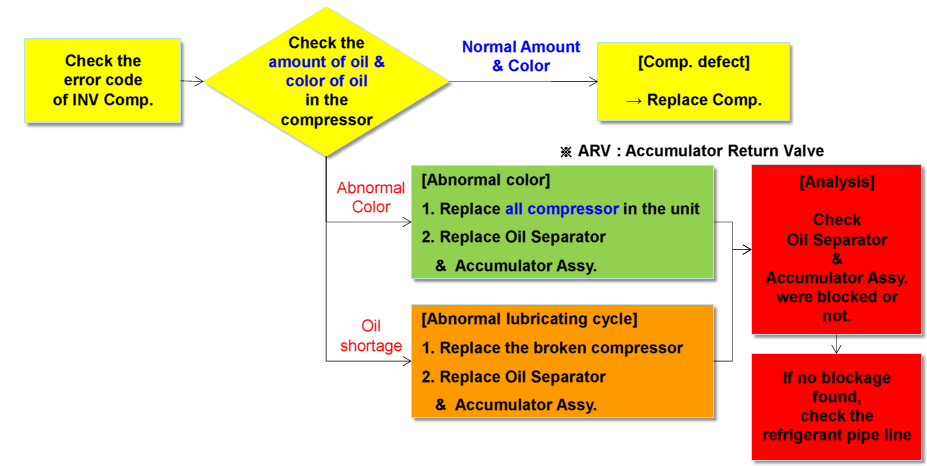 Check the
error code
of INV Comp.
Check the
amount of oil &
color of oil
in the
compressor
Normal Amount
& Color
[Comp. defect]
→ Replace Comp.
※ ARV : Accumulator Return Valve
Abnormal
Color
[Abnormal color]
1. Replace all compressor in the unit
2. Replace Oil Separator
& Accumulator Assy.
Oil
shortage
[Abnormal lubricating cycle]
1. Replace the broken compressor
2. Replace Oil Separator
& Accumulator Assy.
[Analysis]
Check
Oil Separator
&
Accumulator Assy.
were blocked or
not.
If no blockage
found,
check the
refrigerant pipe line